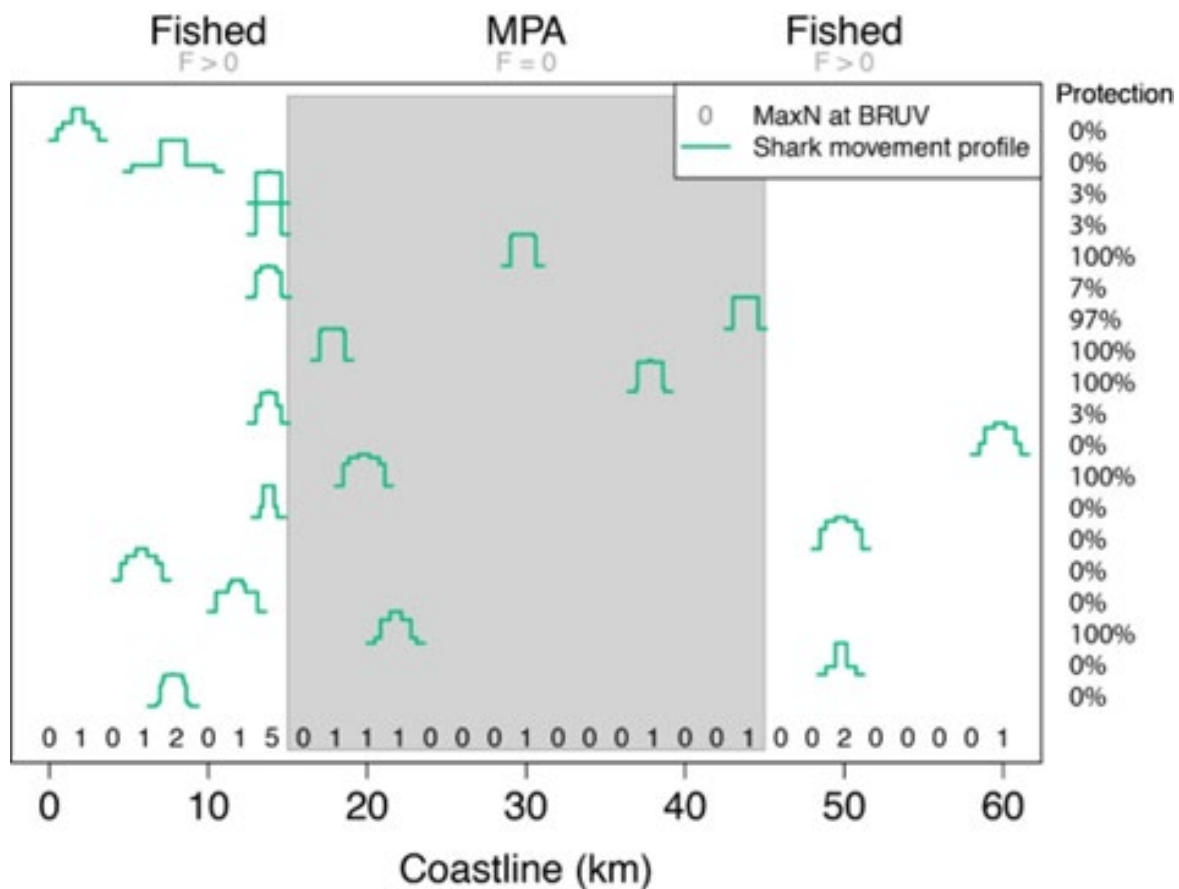 Fished MPA Fished
F > 0 F = 0 F > 0
Protection
0 MaxN at BRUV
Shark movement profile
0%
0%
3%
3%
100%
7%
97%
100%
100%
3%
0%
100%
0%
0%
0%
0%
100%
0%
0%
0 1 0 1 2 0 1 5 0 1 1 1 0 0 0 1 0 0 0 1 0 0 1 0 0 2 0 0 0 0 1
0 10 20 30 40 50 60
Coastline (km)